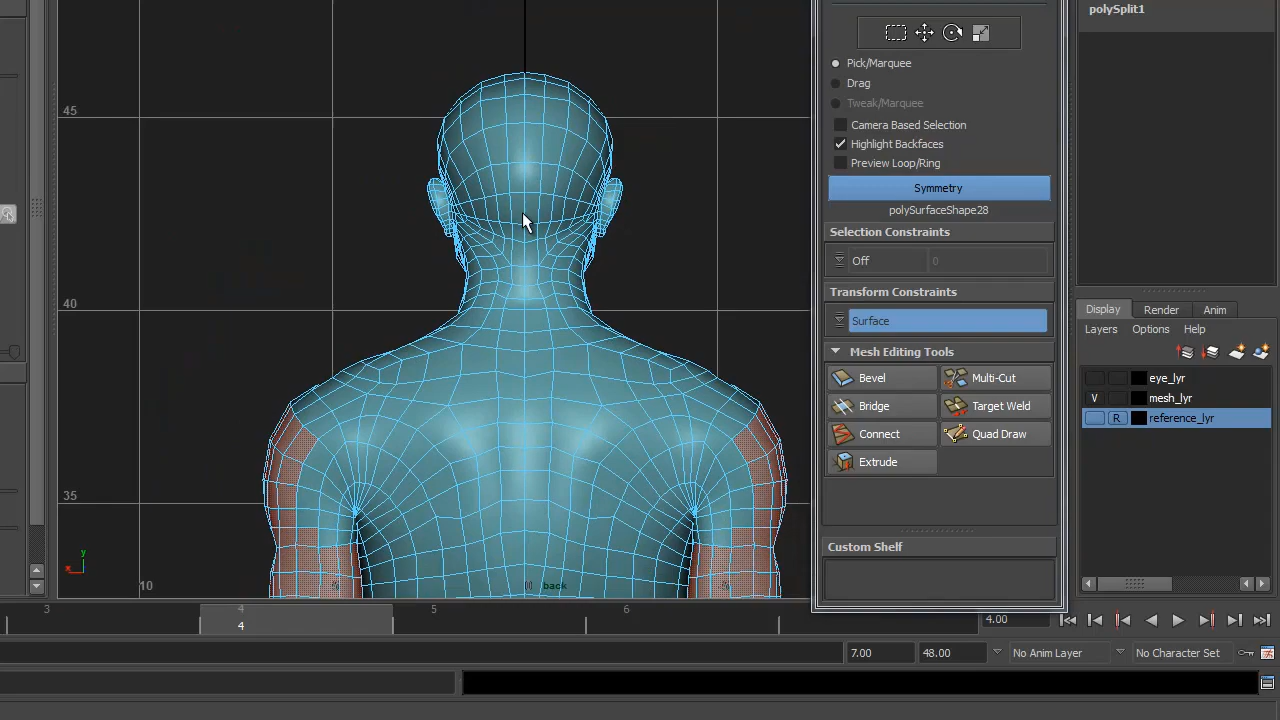 polySplit1
Pick/Marquee
Drag
Tweak/Marquee
Camera Based Selection
Highlight Backfaces
Preview Loop/Ring
Symmetry
polySurfaceShape28
Selection Constraints
Off 0
Transform Constraints
Surface
Mesh Editing Tools
Bevel Multi-Cut
Bridge Target Weld
Connect Quad Draw
Extrude
Custom Shelf
Display Render Anim
Layers Options Help
eye_lyr
V mesh_lyr
R reference_lyr
45
40
35
10
y
x
back
3 4 5 6
4
4.00
7.00 48.00 No Anim Layer No Character Set